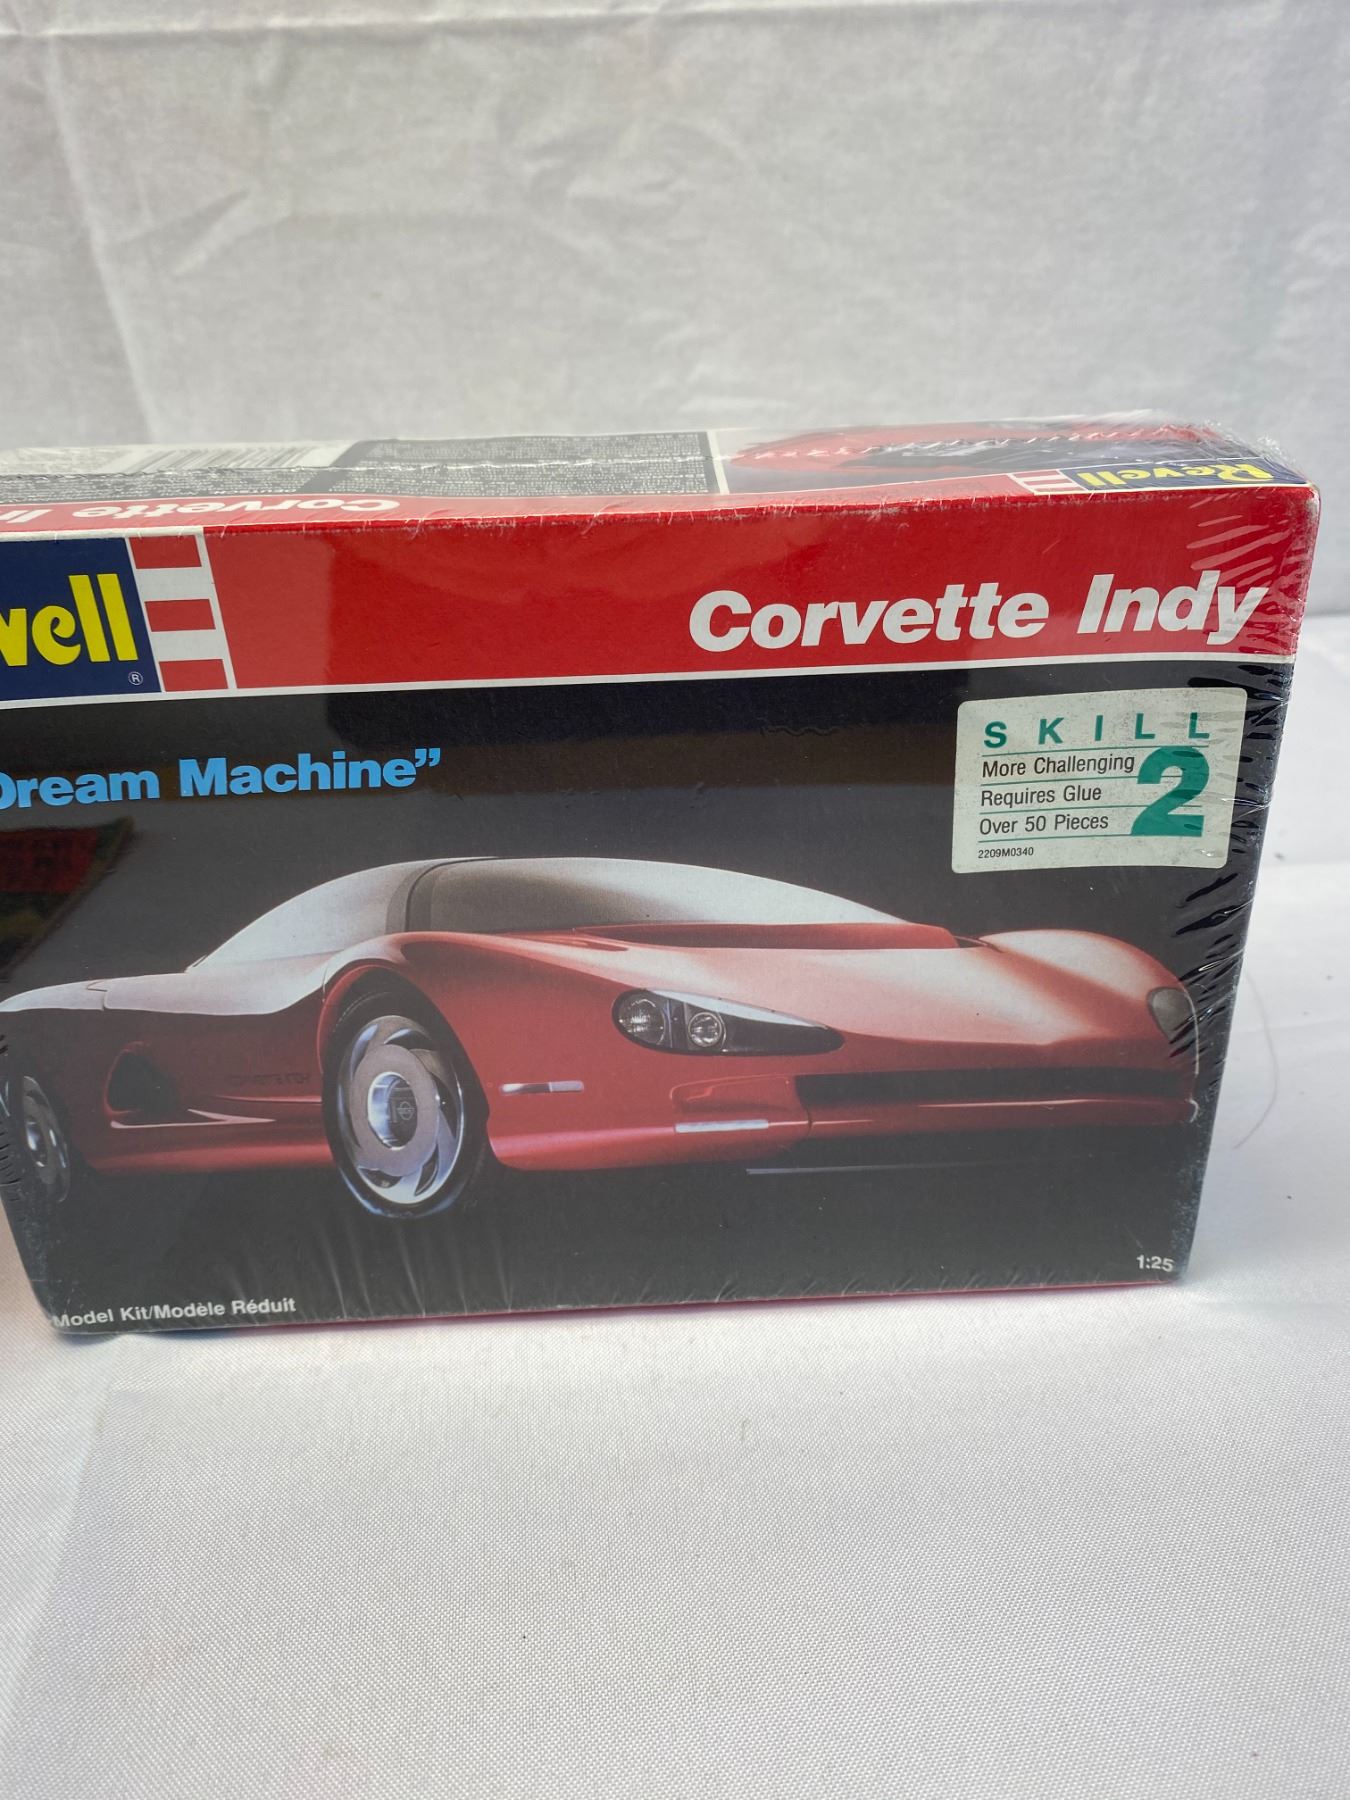 Revell
Corvette
vell
®
Corvette Indy
Dream Machine”
SKILL
2
More Challenging
Requires Glue
Over 50 Pieces
2209M0340
1:25
Model Kit/Modèle Réduit